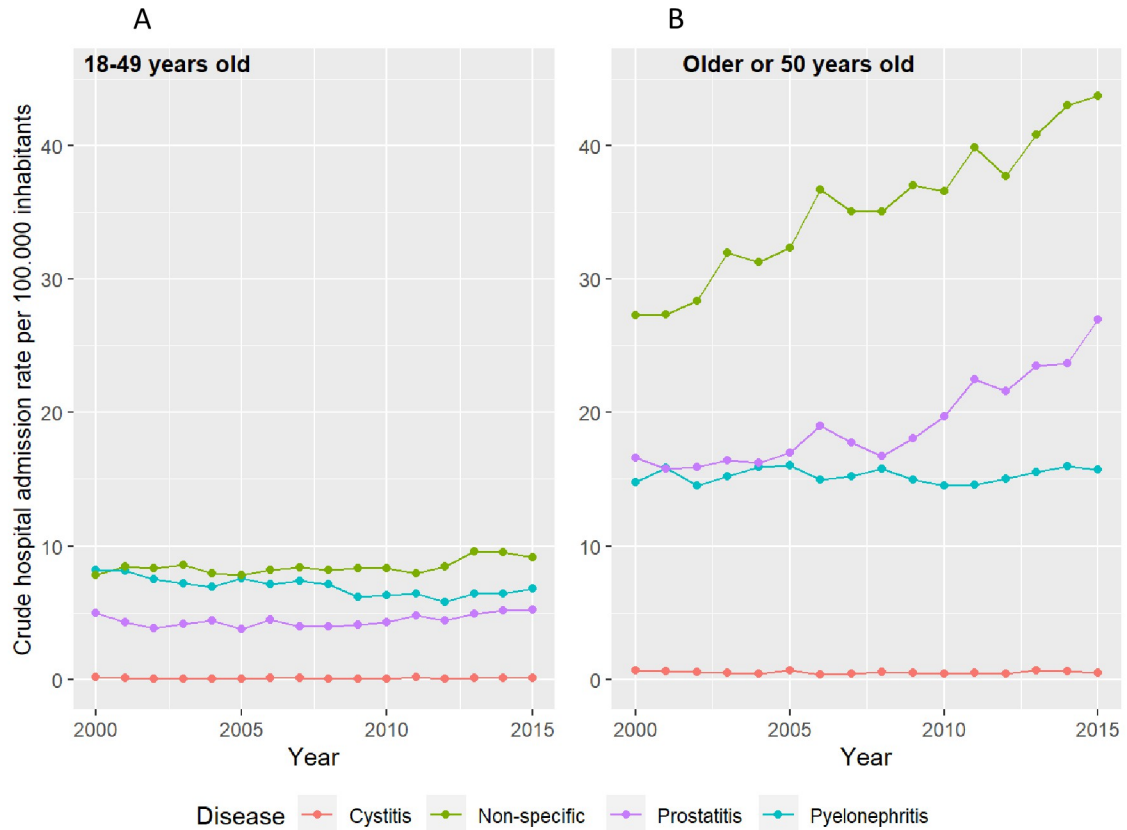 A
B
18-49 years old
Older or 50 years old
Crude hospital admission rate per 100.000 inhabitants
40
30
20
10
0
40
30
20
10
0
2000
2005
2010
2015
2000
2005
2010
2015
Year
Year
Disease
Cystitis
Non-specific
Prostatitis
Pyelonephritis